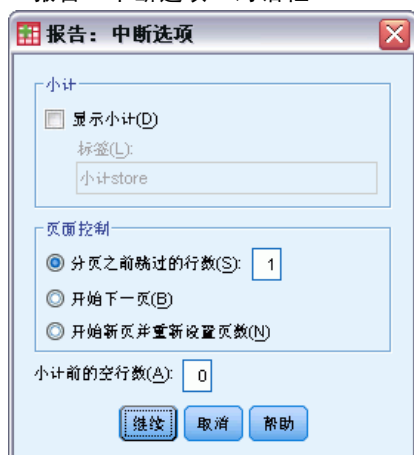 报告：中断选项
小计
显示小计(D)
标签(L):
小计store
页面控制
分页之前跳过的行数(S): 1
开始下一页(B)
开始新页并重新设置页数(N)
小计前的空行数(A): 0
继续 取消 帮助